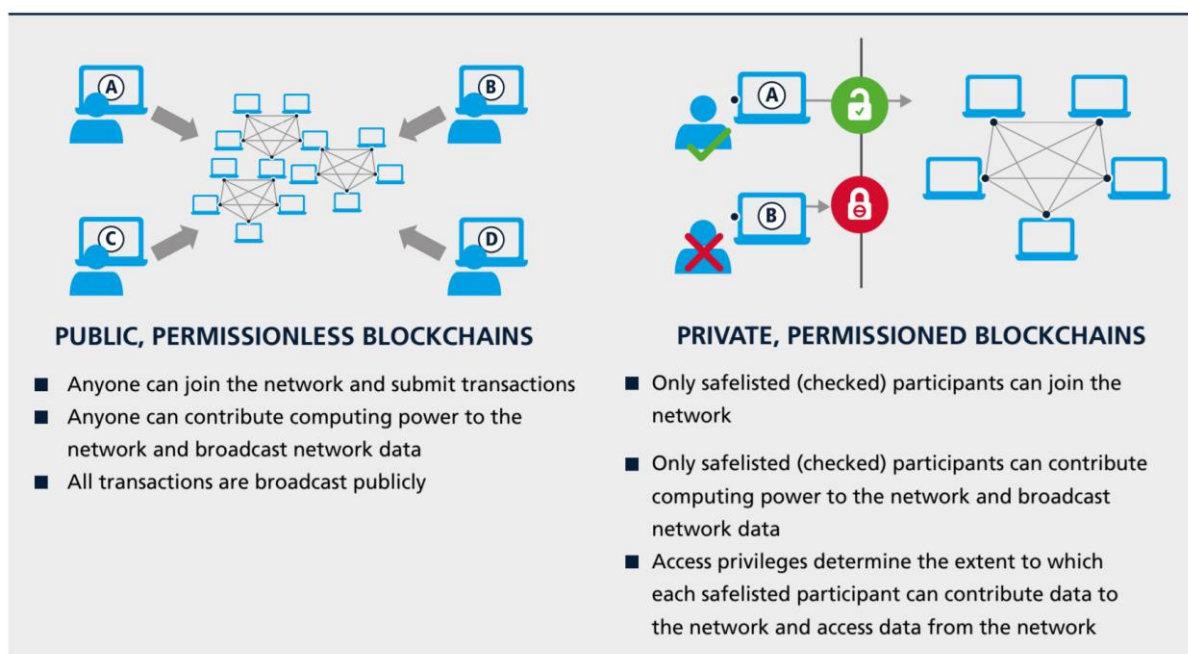 A
B
C
D
PUBLIC, PERMISSIONLESS BLOCKCHAINS
■ Anyone can join the network and submit transactions
■ Anyone can contribute computing power to the
network and broadcast network data
■ All transactions are broadcast publicly
A
B
PRIVATE, PERMISSIONED BLOCKCHAINS
■ Only safelisted (checked) participants can join the
network
■ Only safelisted (checked) participants can contribute
computing power to the network and broadcast
network data
■ Access privileges determine the extent to which
each safelisted participant can contribute data to
the network and access data from the network